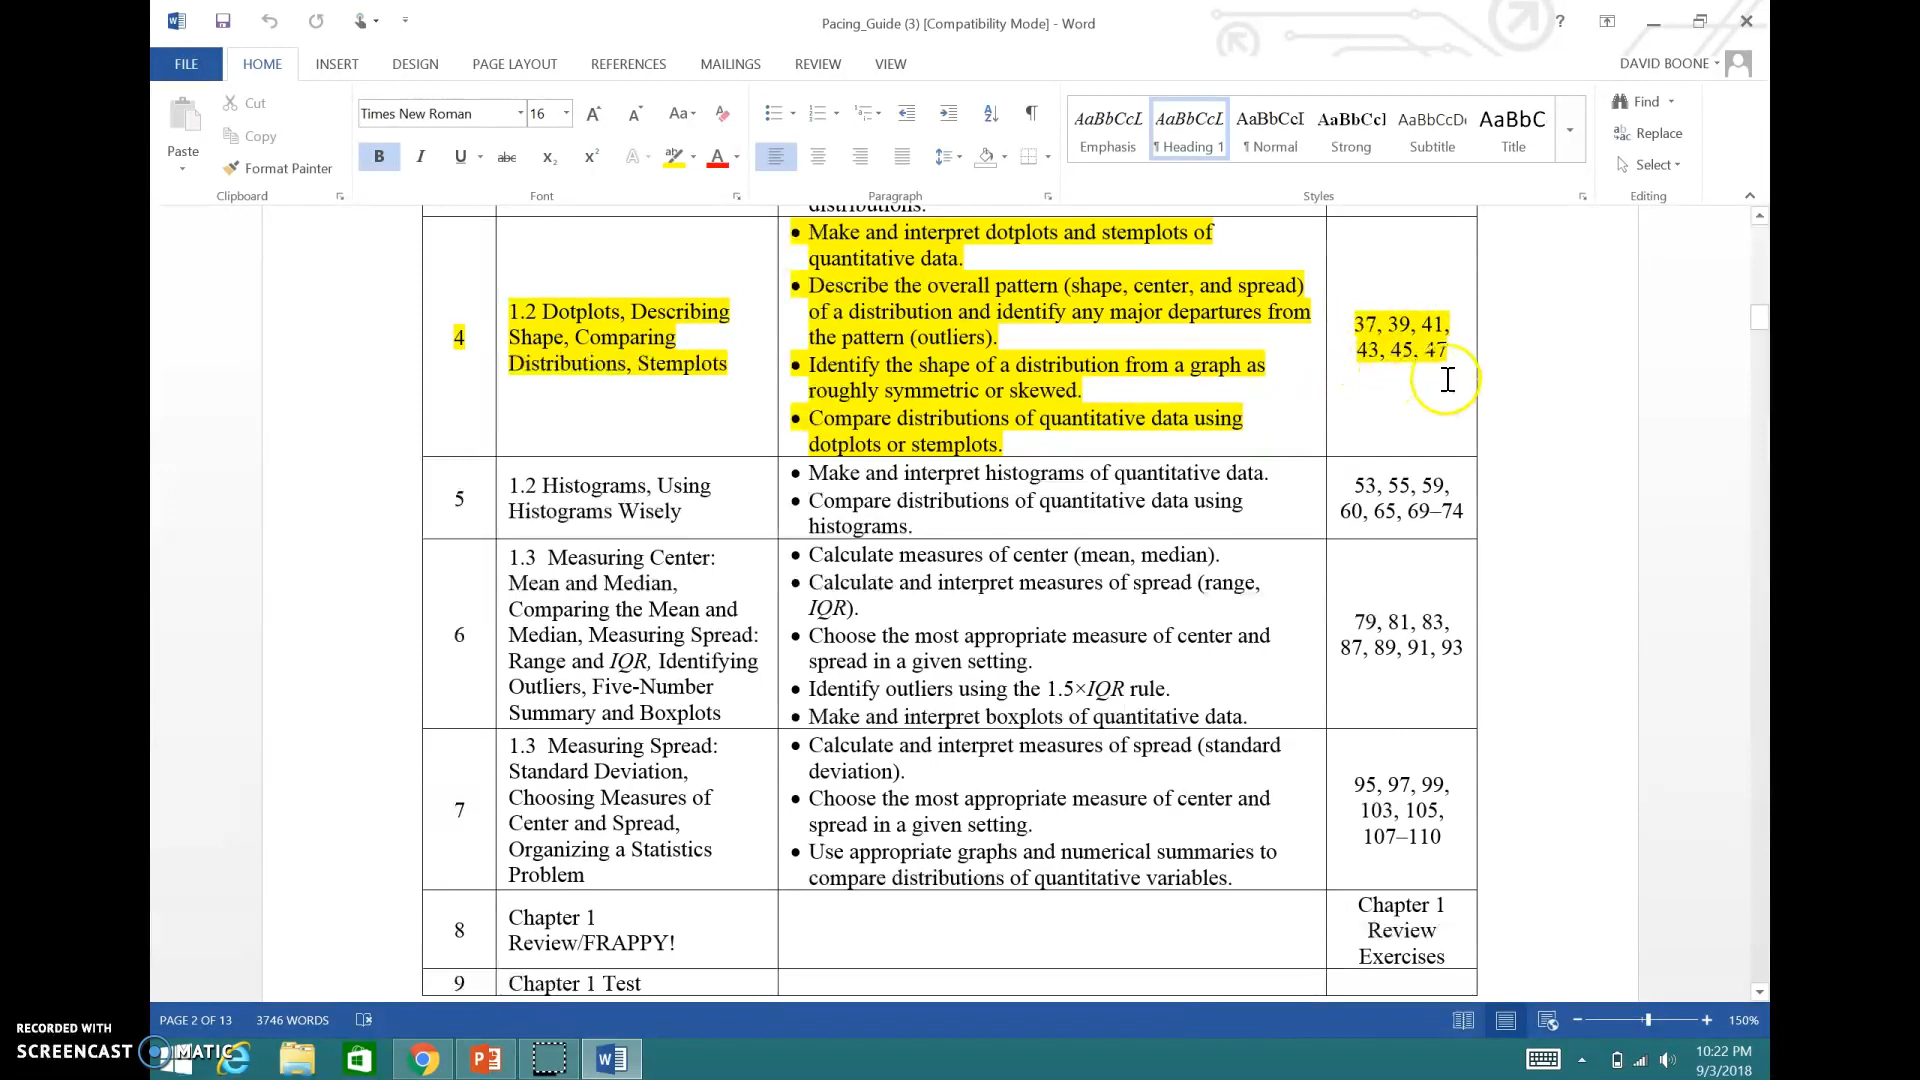 Pacing_Guide (3) [Compatibility Mode] - Word
?
FILE HOME INSERT DESIGN PAGE LAYOUT REFERENCES MAILINGS REVIEW VIEW DAVID BOONE
Paste
Cut
Copy
Format Painter
Clipboard
Times New Roman 16
Aa
B I U abc X₂ X² A A
Font
Paragraph
AaBbCcL AaBbCcL AaBbCcI AaBbCcI AaBbCcDc AaBbC
Emphasis ¶ Heading 1 ¶ Normal Strong Subtitle Title
Styles
Find
Replace
Select
Editing
distributions.
4
1.2 Dotplots, Describing
Shape, Comparing
Distributions, Stemplots
• Make and interpret dotplots and stemplots of
quantitative data.
• Describe the overall pattern (shape, center, and spread)
of a distribution and identify any major departures from
the pattern (outliers).
• Identify the shape of a distribution from a graph as
roughly symmetric or skewed.
• Compare distributions of quantitative data using
dotplots or stemplots.
37, 39, 41,
43, 45, 47
5
1.2 Histograms, Using
Histograms Wisely
• Make and interpret histograms of quantitative data.
• Compare distributions of quantitative data using
histograms.
53, 55, 59,
60, 65, 69–74
6
1.3 Measuring Center:
Mean and Median,
Comparing the Mean and
Median, Measuring Spread:
Range and IQR, Identifying
Outliers, Five-Number
Summary and Boxplots
• Calculate measures of center (mean, median).
• Calculate and interpret measures of spread (range,
IQR).
• Choose the most appropriate measure of center and
spread in a given setting.
• Identify outliers using the 1.5×IQR rule.
• Make and interpret boxplots of quantitative data.
79, 81, 83,
87, 89, 91, 93
7
1.3 Measuring Spread:
Standard Deviation,
Choosing Measures of
Center and Spread,
Organizing a Statistics
Problem
• Calculate and interpret measures of spread (standard
deviation).
• Choose the most appropriate measure of center and
spread in a given setting.
• Use appropriate graphs and numerical summaries to
compare distributions of quantitative variables.
95, 97, 99,
103, 105,
107–110
8
Chapter 1
Review/FRAPPY!
Chapter 1
Review
Exercises
9
Chapter 1 Test
PAGE 2 OF 13 3746 WORDS 150%
RECORDED WITH
SCREENCAST MATIC
10:22 PM
9/3/2018